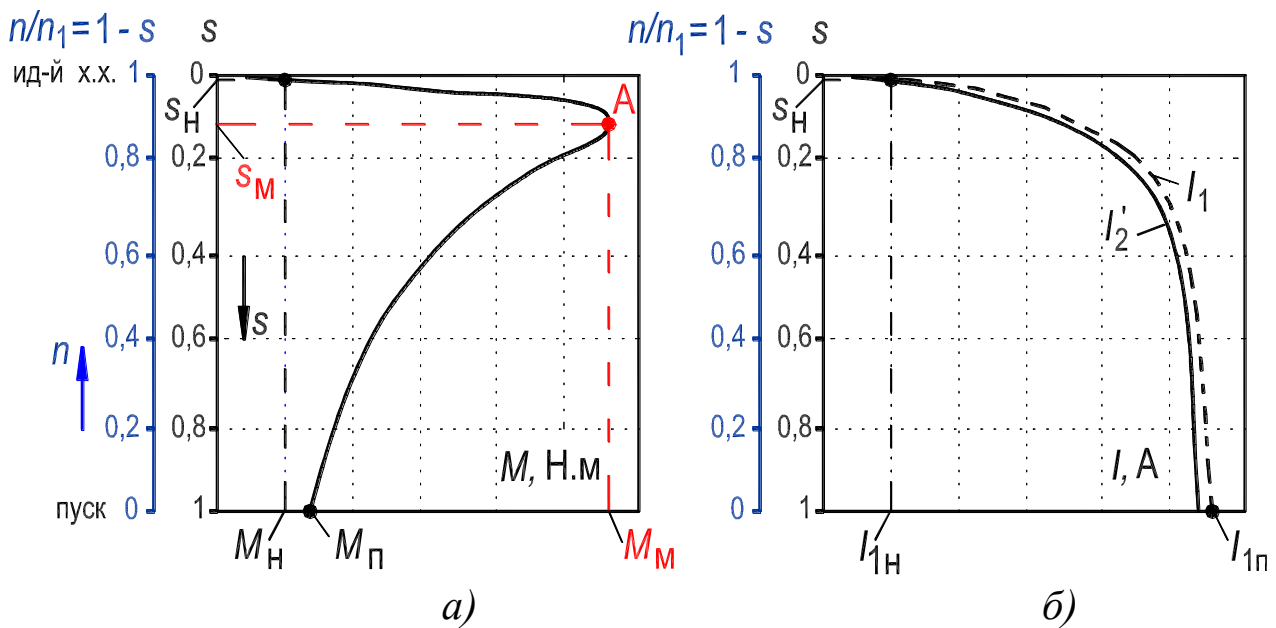 n/n₁ = 1 - s s
ид-й х.х. 1 0
sН
0,8 0,2
sМ
A
0,6 0,4
s
n 0,4 0,6
0,2 0,8
M, Н.м
пуск 0 1
MН MП MМ
а)
n/n₁ = 1 - s s
1 0
sН
0,8 0,2
I₁
I₂'
0,6 0,4
0,4 0,6
0,2 0,8
I, А
0 1
I₁н I₁п
б)